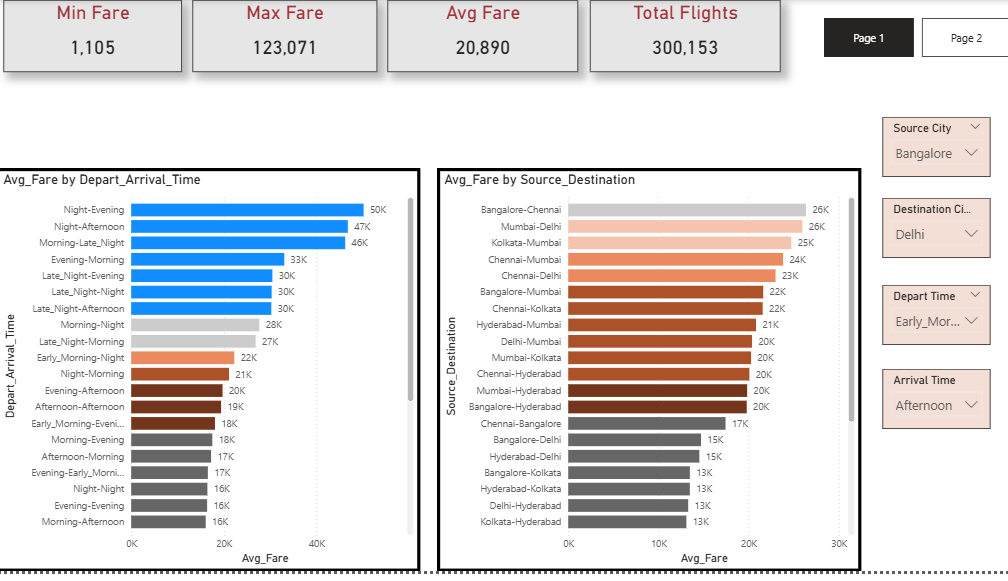 Min Fare
1,105
Max Fare
123,071
Avg Fare
20,890
Total Flights
300,153
Page 1
Page 2
Source City
Bangalore
Destination Ci...
Delhi
Depart Time
Early_Mor...
Arrival Time
Afternoon
Avg_Fare by Depart_Arrival_Time
Depart_Arrival_Time
Night-Evening 50K
Night-Afternoon 47K
Morning-Late_Night 46K
Evening-Morning 33K
Late_Night-Evening 30K
Late_Night-Night 30K
Late_Night-Afternoon 30K
Morning-Night 28K
Late_Night-Morning 27K
Early_Morning-Night 22K
Night-Morning 21K
Evening-Afternoon 20K
Afternoon-Afternoon 19K
Early_Morning-Eveni... 18K
Morning-Evening 18K
Afternoon-Morning 17K
Evening-Early_Morni... 17K
Night-Night 16K
Evening-Evening 16K
Morning-Afternoon 16K
0K 20K 40K
Avg_Fare
Avg_Fare by Source_Destination
Source_Destination
Bangalore-Chennai 26K
Mumbai-Delhi 26K
Kolkata-Mumbai 25K
Chennai-Mumbai 24K
Chennai-Delhi 23K
Bangalore-Mumbai 22K
Chennai-Kolkata 22K
Hyderabad-Mumbai 21K
Delhi-Mumbai 20K
Mumbai-Kolkata 20K
Chennai-Hyderabad 20K
Mumbai-Hyderabad 20K
Bangalore-Hyderabad 20K
Chennai-Bangalore 17K
Bangalore-Delhi 15K
Hyderabad-Delhi 15K
Bangalore-Kolkata 13K
Hyderabad-Kolkata 13K
Delhi-Hyderabad 13K
Kolkata-Hyderabad 13K
0K 10K 20K 30K
Avg_Fare